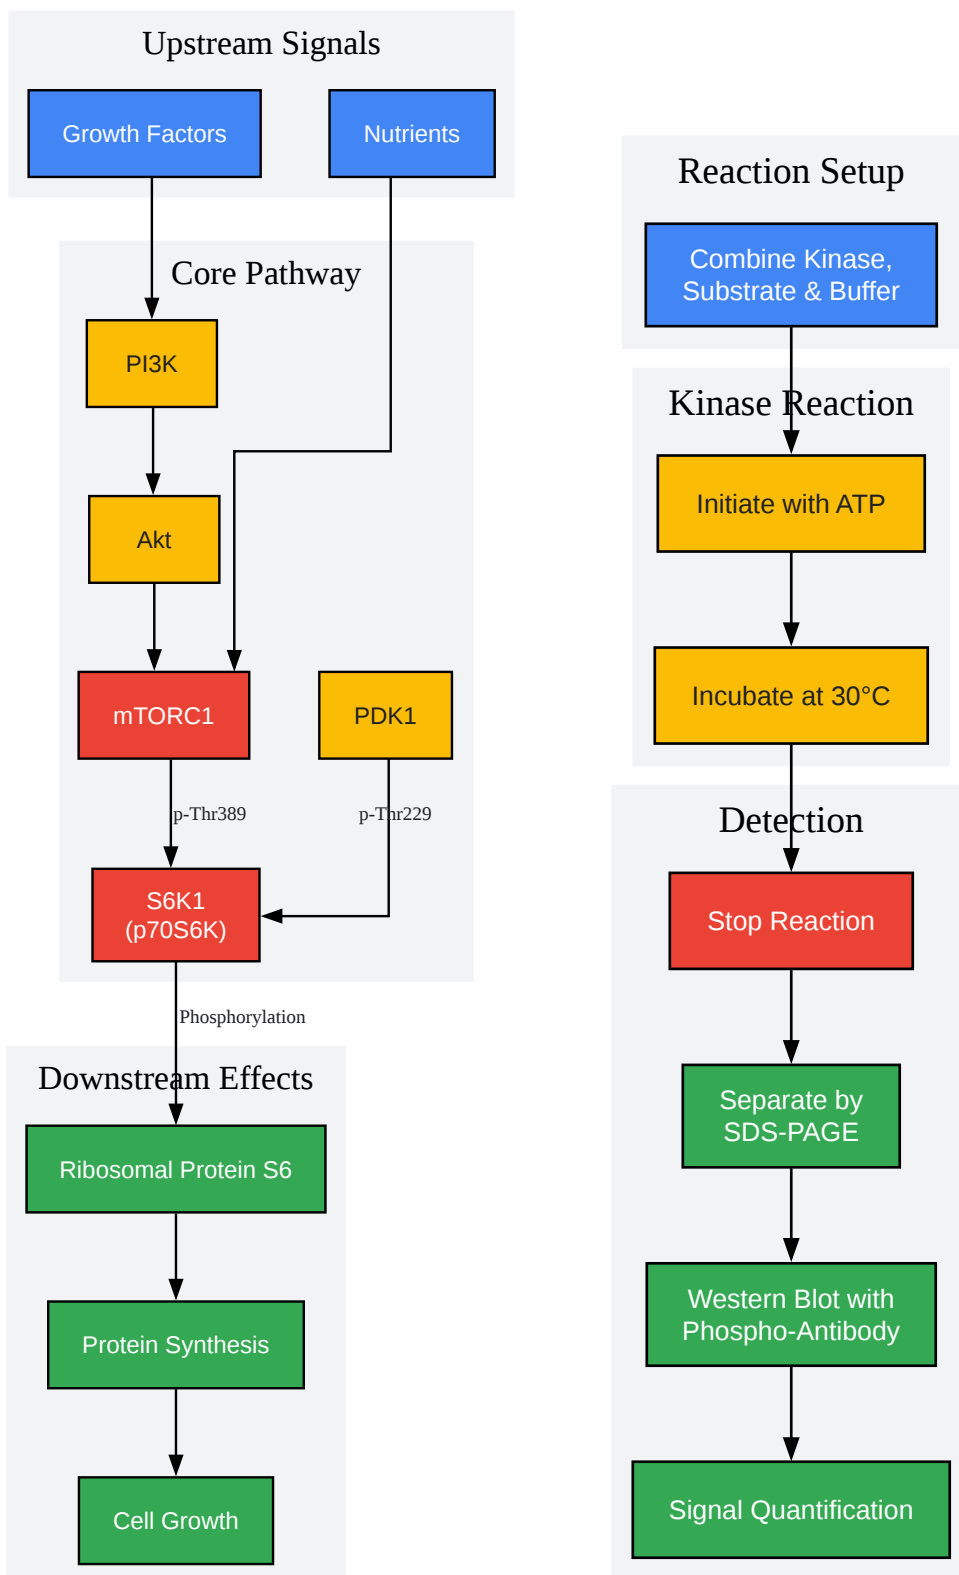 Upstream Signals
Growth Factors
Nutrients
Core Pathway
PI3K
Akt
mTORC1
PDK1
p-Thr389
p-Thr229
S6K1
(p70S6K)
Phosphorylation
Downstream Effects
Ribosomal Protein S6
Protein Synthesis
Cell Growth
Reaction Setup
Combine Kinase,
Substrate & Buffer
Kinase Reaction
Initiate with ATP
Incubate at 30°C
Detection
Stop Reaction
Separate by
SDS-PAGE
Western Blot with
Phospho-Antibody
Signal Quantification